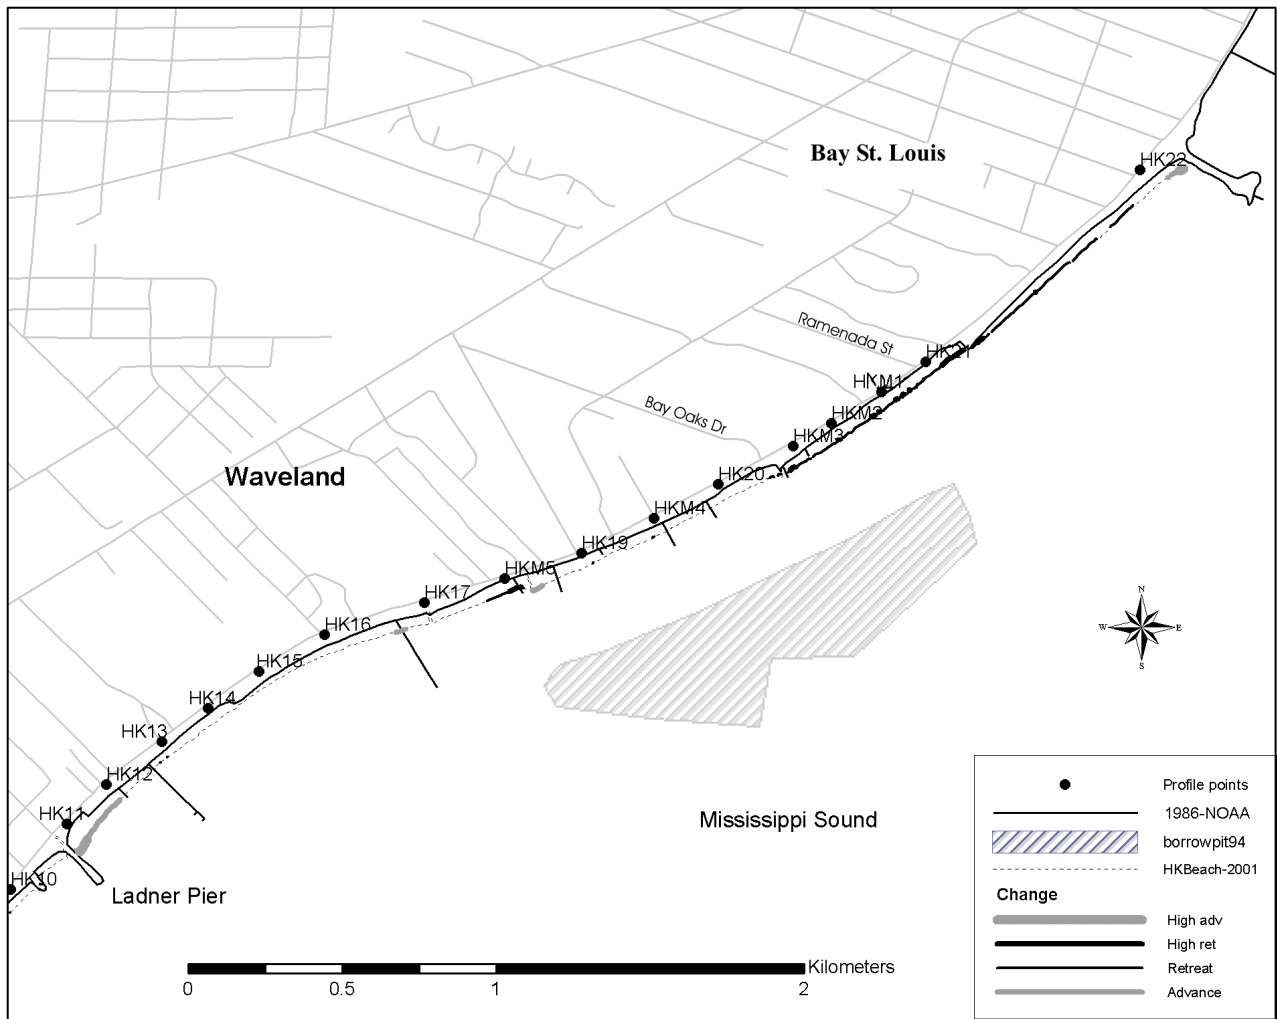 Bay St. Louis
HK22
Ramenada St
HK21
HKM1
HKM2
Bay Oaks Dr
HKM3
Waveland
HK20
HKM4
HK19
HKM5
HK17
HK16
HK15
HK14
HK13
HK12
HK11
HK10
Ladner Pier
Mississippi Sound
N
W
E
S
Profile points
1986-NOAA
borrowpit94
HKBeach-2001
Change
High adv
High ret
Retreat
Advance
Kilometers
0
0.5
1
2